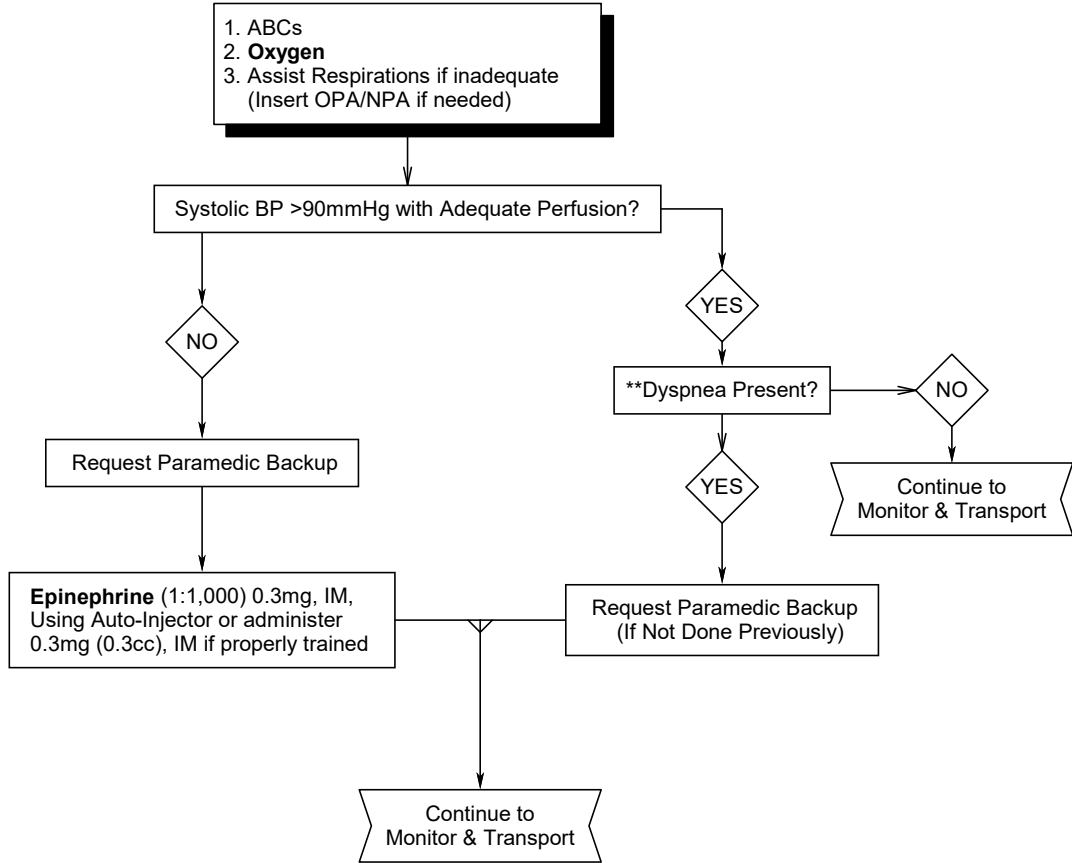 1. ABCs
2. Oxygen
3. Assist Respirations if inadequate
(Insert OPA/NPA if needed)
Systolic BP >90mmHg with Adequate Perfusion?
YES
NO
**Dyspnea Present?
NO
Request Paramedic Backup
YES
Continue to
Monitor & Transport
Epinephrine (1:1,000) 0.3mg, IM,
Using Auto-Injector or administer
0.3mg (0.3cc), IM if properly trained
Request Paramedic Backup
(If Not Done Previously)
Continue to
Monitor & Transport